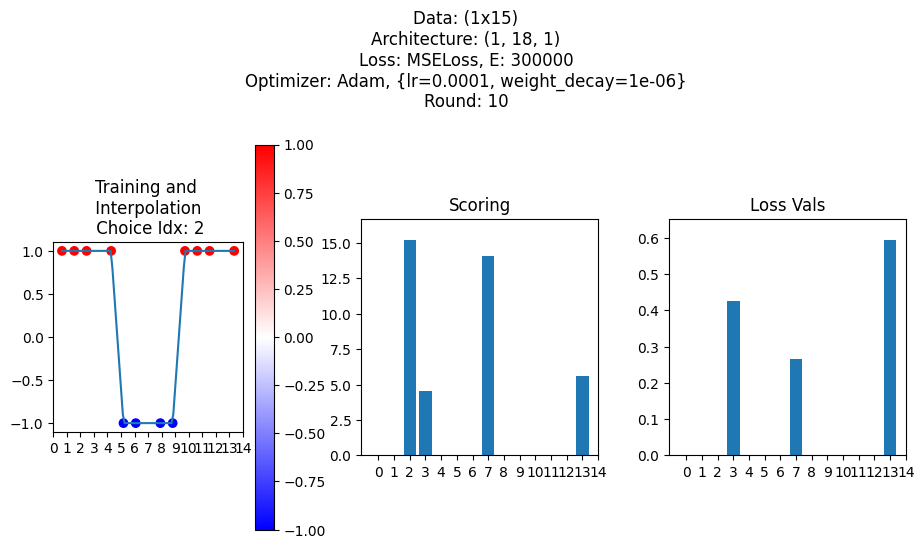 Data: (1x15)
Architecture: (1, 18, 1)
Loss: MSELoss, E: 300000
Optimizer: Adam, {lr=0.0001, weight_decay=1e-06}
Round: 10
Training and
Interpolation
Choice Idx: 2
1.0
0.5
0.0
−0.5
−1.0
0 1 2 3 4 5 6 7 8 9 10 11 12 13 14
1.00
0.75
0.50
0.25
0.00
−0.25
−0.50
−0.75
−1.00
Scoring
15.0
12.5
10.0
7.5
5.0
2.5
0.0
0 1 2 3 4 5 6 7 8 9 10 11 12 13 14
Loss Vals
0.6
0.5
0.4
0.3
0.2
0.1
0.0
0 1 2 3 4 5 6 7 8 9 10 11 12 13 14